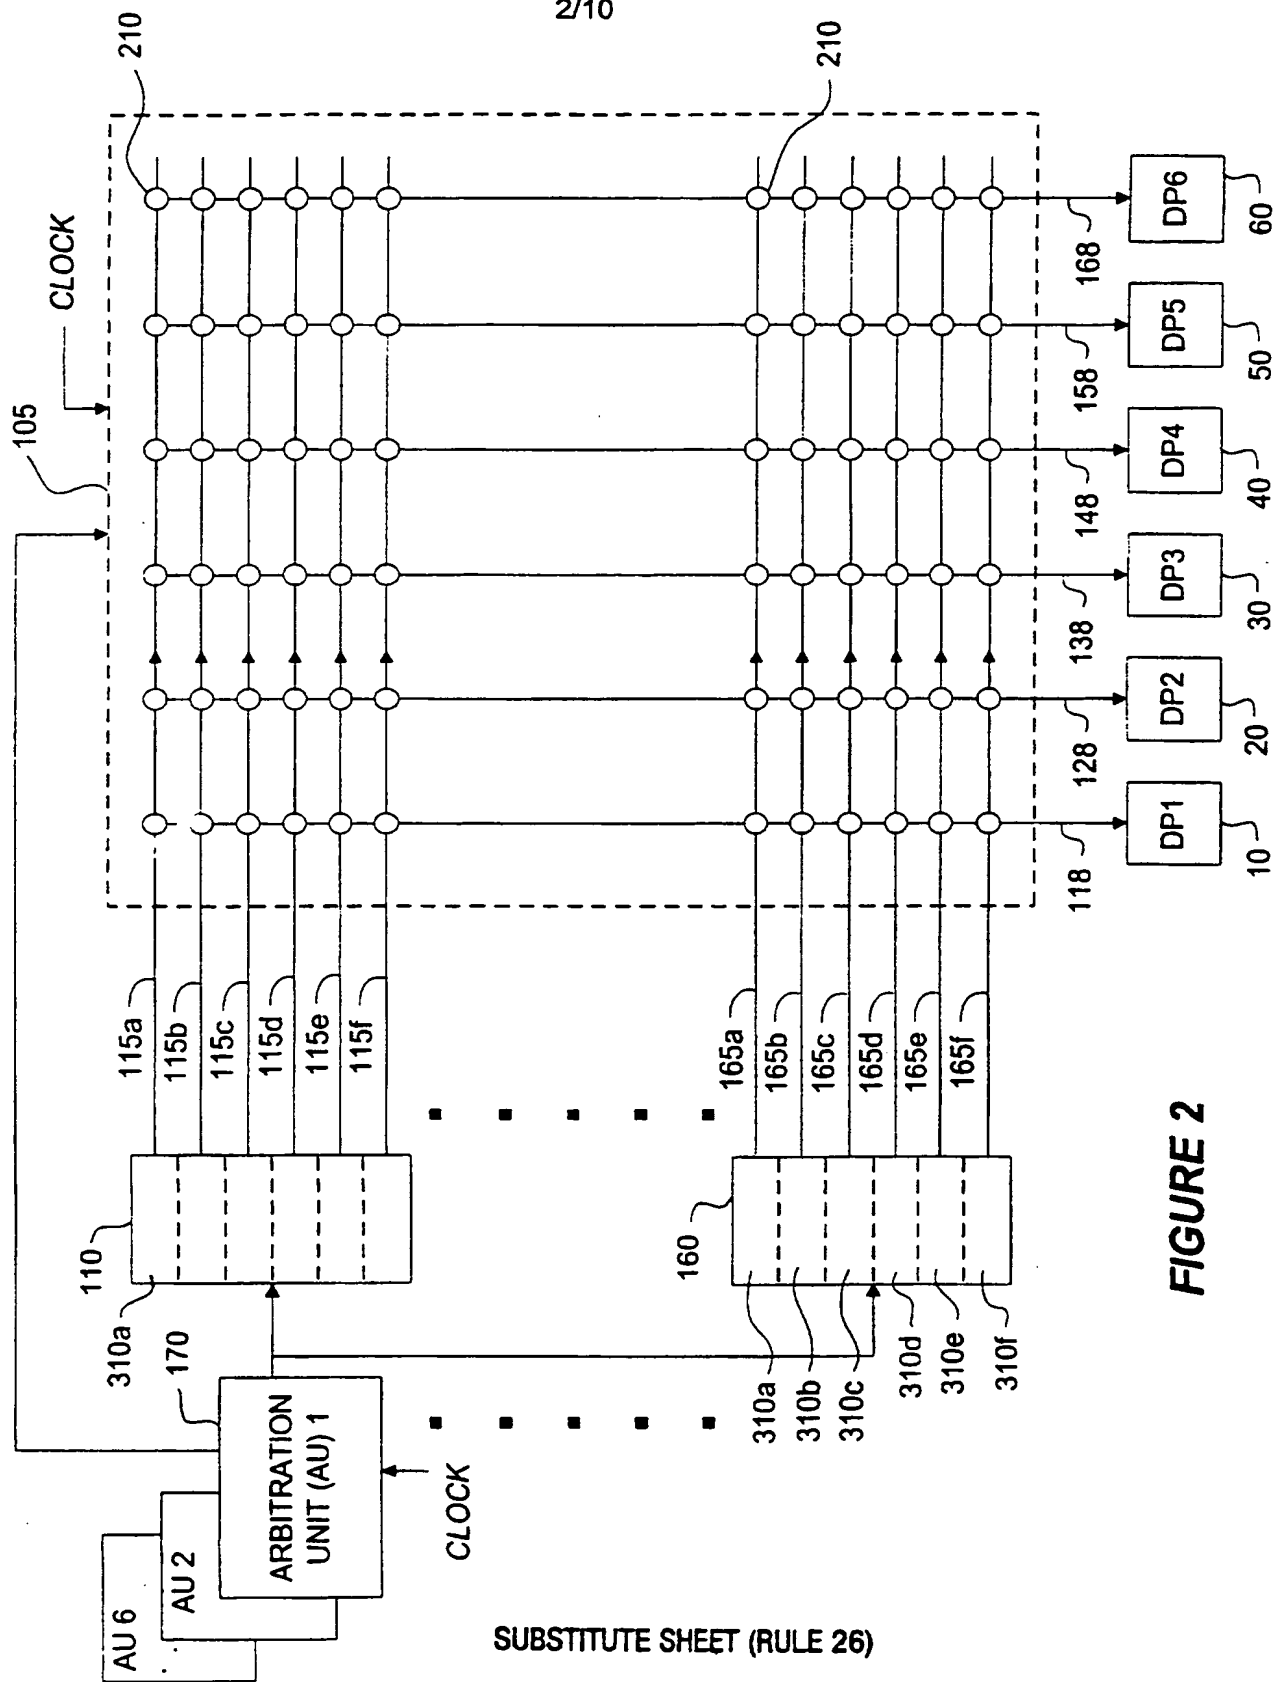 2/10
210
CLOCK
105
210
115a
115b
115c
115d
115e
115f
165a
165b
165c
165d
165e
165f
110
310a
160
310a
310b
310c
310d
310e
310f
170
ARBITRATION
UNIT (AU) 1
AU 2
AU 6
CLOCK
118
128
138
148
158
168
DP1
DP2
DP3
DP4
DP5
DP6
10
20
30
40
50
60
FIGURE 2
SUBSTITUTE SHEET (RULE 26)